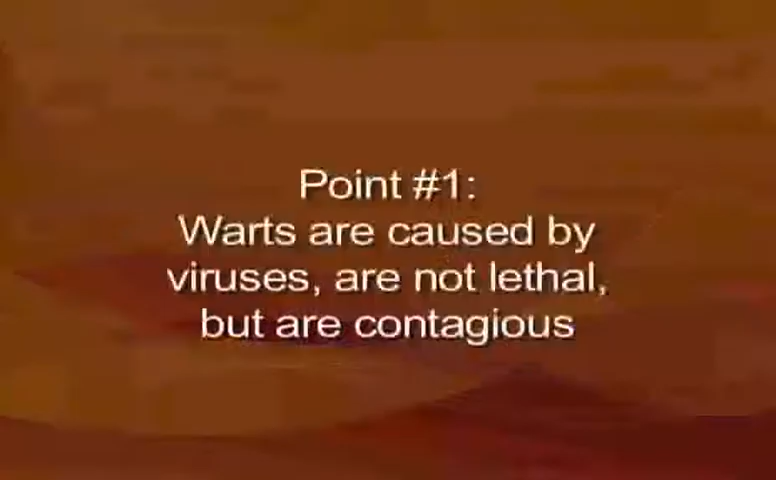 Point #1:
Warts are caused by
viruses, are not lethal,
but are contagious